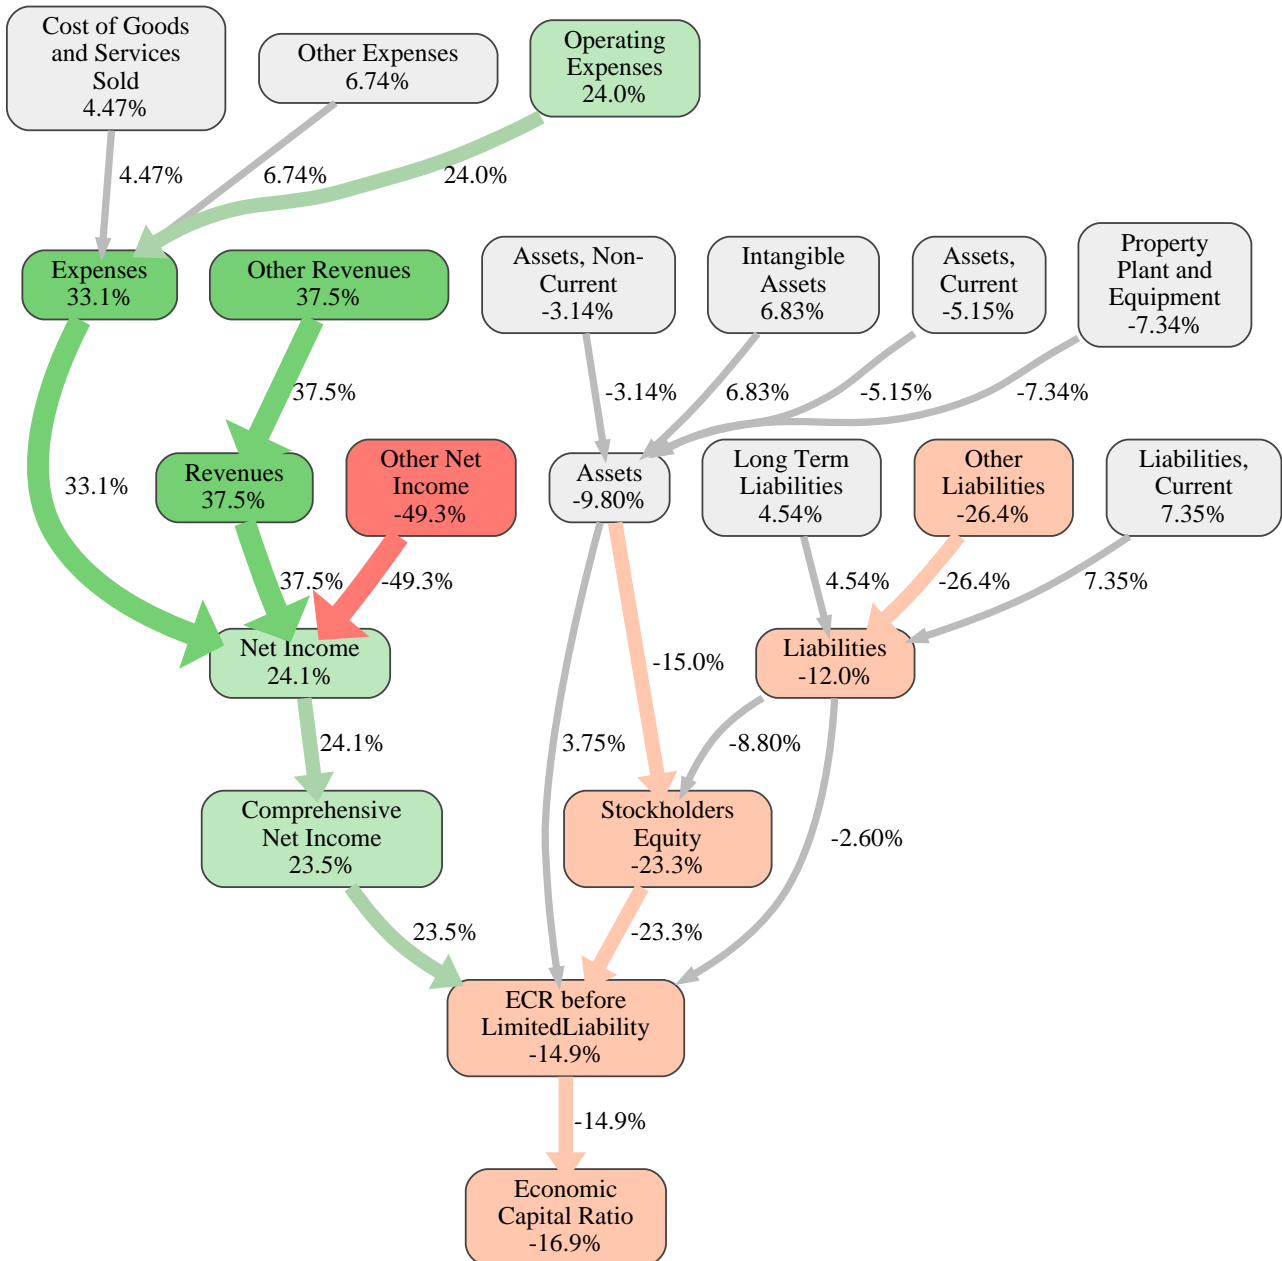 Cost of Goods
and Services
Sold
4.47%
Other Expenses
6.74%
Operating
Expenses
24.0%
4.47%
6.74%
24.0%
Expenses
33.1%
Other Revenues
37.5%
Assets, Non-
Current
-3.14%
Intangible
Assets
6.83%
Assets,
Current
-5.15%
Property
Plant and
Equipment
-7.34%
37.5%
-3.14%
6.83%
-5.15%
-7.34%
33.1%
Revenues
37.5%
Other Net
Income
-49.3%
Assets
-9.80%
Long Term
Liabilities
4.54%
Other
Liabilities
-26.4%
Liabilities,
Current
7.35%
37.5%
-49.3%
4.54%
-26.4%
7.35%
Net Income
24.1%
-15.0%
Liabilities
-12.0%
24.1%
3.75%
-8.80%
Comprehensive
Net Income
23.5%
Stockholders
Equity
-23.3%
-2.60%
23.5%
-23.3%
ECR before
LimitedLiability
-14.9%
-14.9%
Economic
Capital Ratio
-16.9%